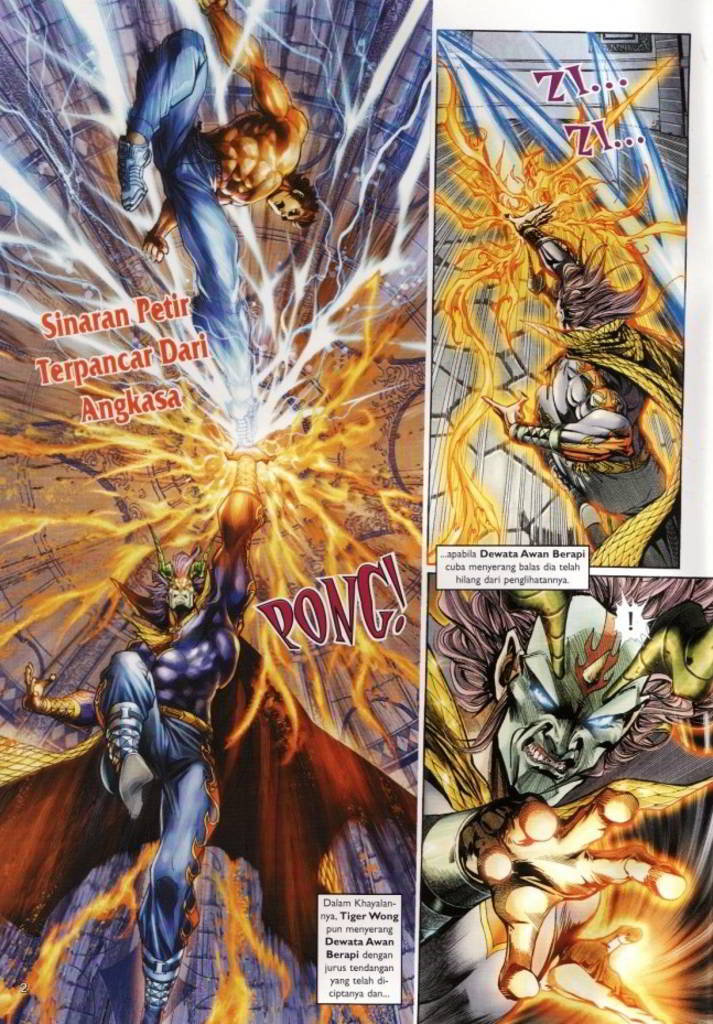 Sinaran Petir
Terpancar Dari
Angkasa
PONG!
Dalam Khayalan-
nya, Tiger Wong
pun menyerang
Dewata Awan
Berapi dengan
jurus tendangan
yang telah di-
ciptanya dan...
ZI...
ZI...
...apabila Dewata Awan Berapi
cuba menyerang balas dia telah
hilang dari penglihatannya.
!
2